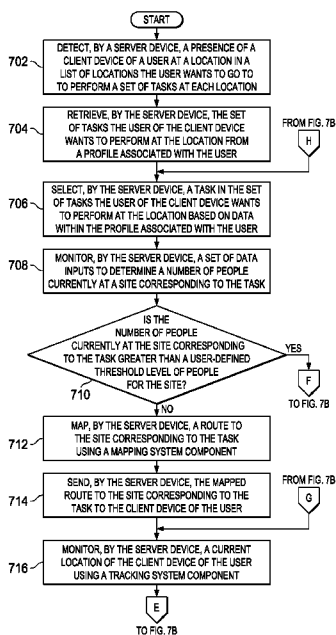 START
702
DETECT, BY A SERVER DEVICE, A PRESENCE OF A
CLIENT DEVICE OF A USER AT A LOCATION IN A
LIST OF LOCATIONS THE USER WANTS TO GO TO
TO PERFORM A SET OF TASKS AT EACH LOCATION
704
RETRIEVE, BY THE SERVER DEVICE, THE SET
OF TASKS THE USER OF THE CLIENT DEVICE
WANTS TO PERFORM AT THE LOCATION FROM
A PROFILE ASSOCIATED WITH THE USER
FROM FIG. 7B
H
706
SELECT, BY THE SERVER DEVICE, A TASK IN THE SET
OF TASKS THE USER OF THE CLIENT DEVICE WANTS
TO PERFORM AT THE LOCATION BASED ON DATA
WITHIN THE PROFILE ASSOCIATED WITH THE USER
708
MONITOR, BY THE SERVER DEVICE, A SET OF DATA
INPUTS TO DETERMINE A NUMBER OF PEOPLE
CURRENTLY AT A SITE CORRESPONDING TO THE TASK
IS THE
NUMBER OF PEOPLE
CURRENTLY AT THE SITE CORRESPONDING
TO THE TASK GREATER THAN A USER-DEFINED
THRESHOLD LEVEL OF PEOPLE
FOR THE SITE?
710
YES
F
TO FIG. 7B
NO
712
MAP, BY THE SERVER DEVICE, A ROUTE TO
THE SITE CORRESPONDING TO THE TASK
USING A MAPPING SYSTEM COMPONENT
714
SEND, BY THE SERVER DEVICE, THE MAPPED
ROUTE TO THE SITE CORRESPONDING TO THE
TASK TO THE CLIENT DEVICE OF THE USER
FROM FIG. 7B
G
716
MONITOR, BY THE SERVER DEVICE, A CURRENT
LOCATION OF THE CLIENT DEVICE OF THE USER
USING A TRACKING SYSTEM COMPONENT
E
TO FIG. 7B